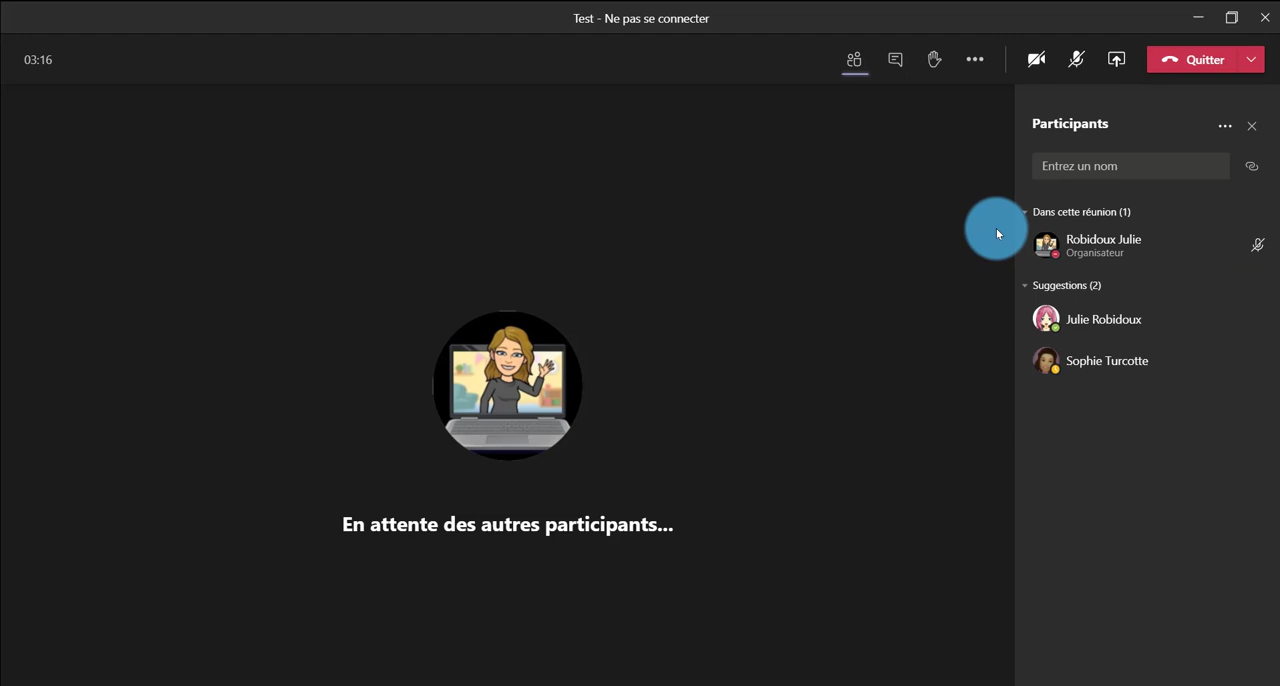 Test - Ne pas se connecter
03:16
Quitter
Participants
Entrez un nom
Dans cette réunion (1)
Robidoux Julie
Organisateur
Suggestions (2)
Julie Robidoux
Sophie Turcotte
En attente des autres participants...